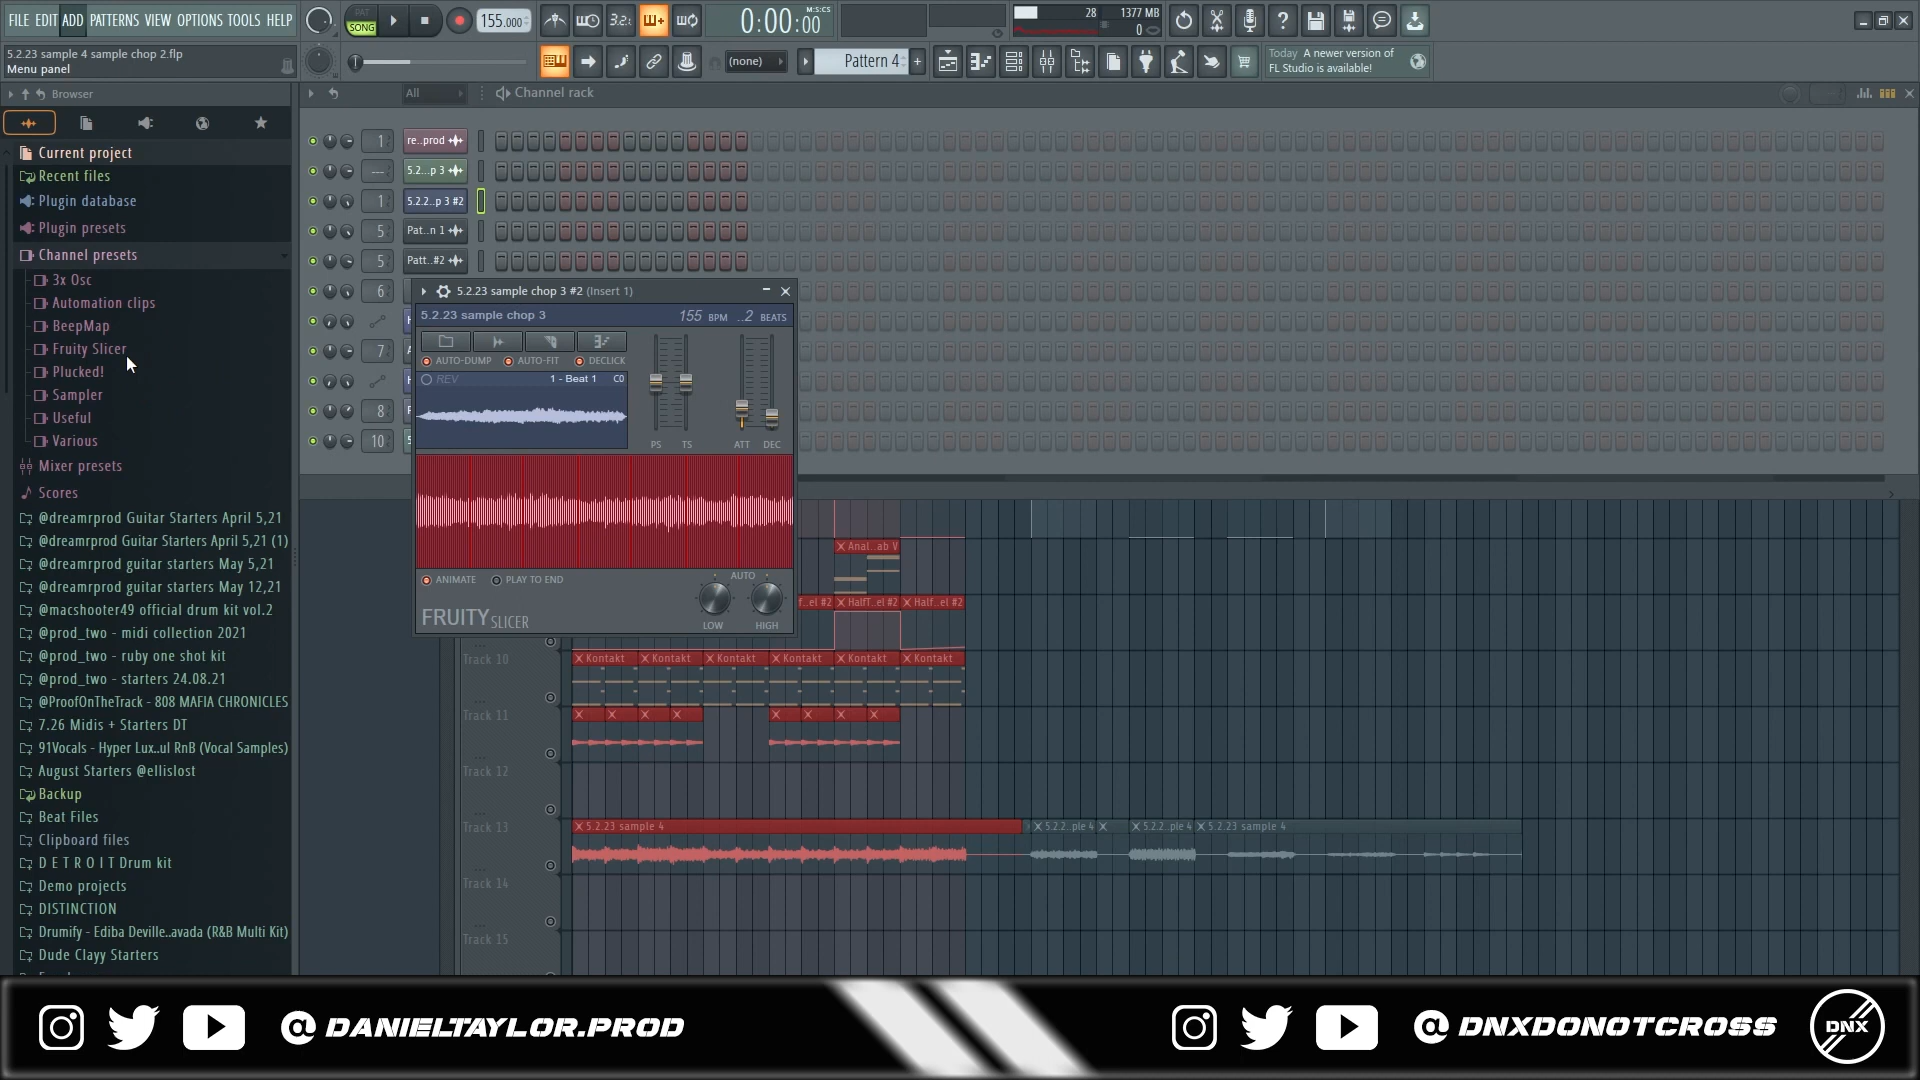 FILE EDIT ADD PATTERNS VIEW OPTIONS TOOLS HELP
PAT
SONG
155.000
3.2.
0:00:00
M:S:CS
28
1377 MB
0
5.2.23 sample 4 sample chop 2.flp
Menu panel
(none)
Pattern 4
Today A newer version of
FL Studio is available!
Browser
All
Channel rack
Current project
Recent files
Plugin database
Plugin presets
Channel presets
3x Osc
Automation clips
BeepMap
Fruity Slicer
Plucked!
Sampler
Useful
Various
Mixer presets
Scores
@dreamrprod Guitar Starters April 5,21
@dreamrprod Guitar Starters April 5,21 (1)
@dreamrprod guitar starters May 5,21
@dreamrprod guitar starters May 12,21
@macshooter49 official drum kit vol.2
@prod_two - midi collection 2021
@prod_two - ruby one shot kit
@prod_two - starters 24.08.21
@ProofOnTheTrack - 808 MAFIA CHRONICLES
7.26 Midis + Starters DT
91Vocals - Hyper Lux..ul RnB (Vocal Samples)
August Starters @ellislost
Backup
Beat Files
Clipboard files
D E T R O I T Drum kit
Demo projects
DISTINCTION
Drumify - Ediba Deville..avada (R&B Multi Kit)
Dude Clayy Starters
1 re..prod
--- 5.2...p 3
1 5.2.2..p 3 #2
5 Pat..n 1
5 Patt..#2
6
7
8
10
5.2.23 sample chop 3 #2 (Insert 1)
5.2.23 sample chop 3
155 BPM ..2 BEATS
AUTO-DUMP AUTO-FIT DECLICK
REV 1 - Beat 1 C0
PS TS ATT DEC
ANIMATE PLAY TO END
AUTO
LOW HIGH
FRUITY SLICER
Anal..ab V
f..el #2 HalfT..el #2 Half..el #2
Track 10
Kontakt Kontakt Kontakt Kontakt Kontakt Kontakt
Track 11
Track 12
Track 13
5.2.23 sample 4
5.2.2..ple 4
5.2.2..ple 4
5.2.23 sample 4
Track 14
Track 15
@DANIELTAYLOR.PROD
@DNXDONOTCROSS
DNX